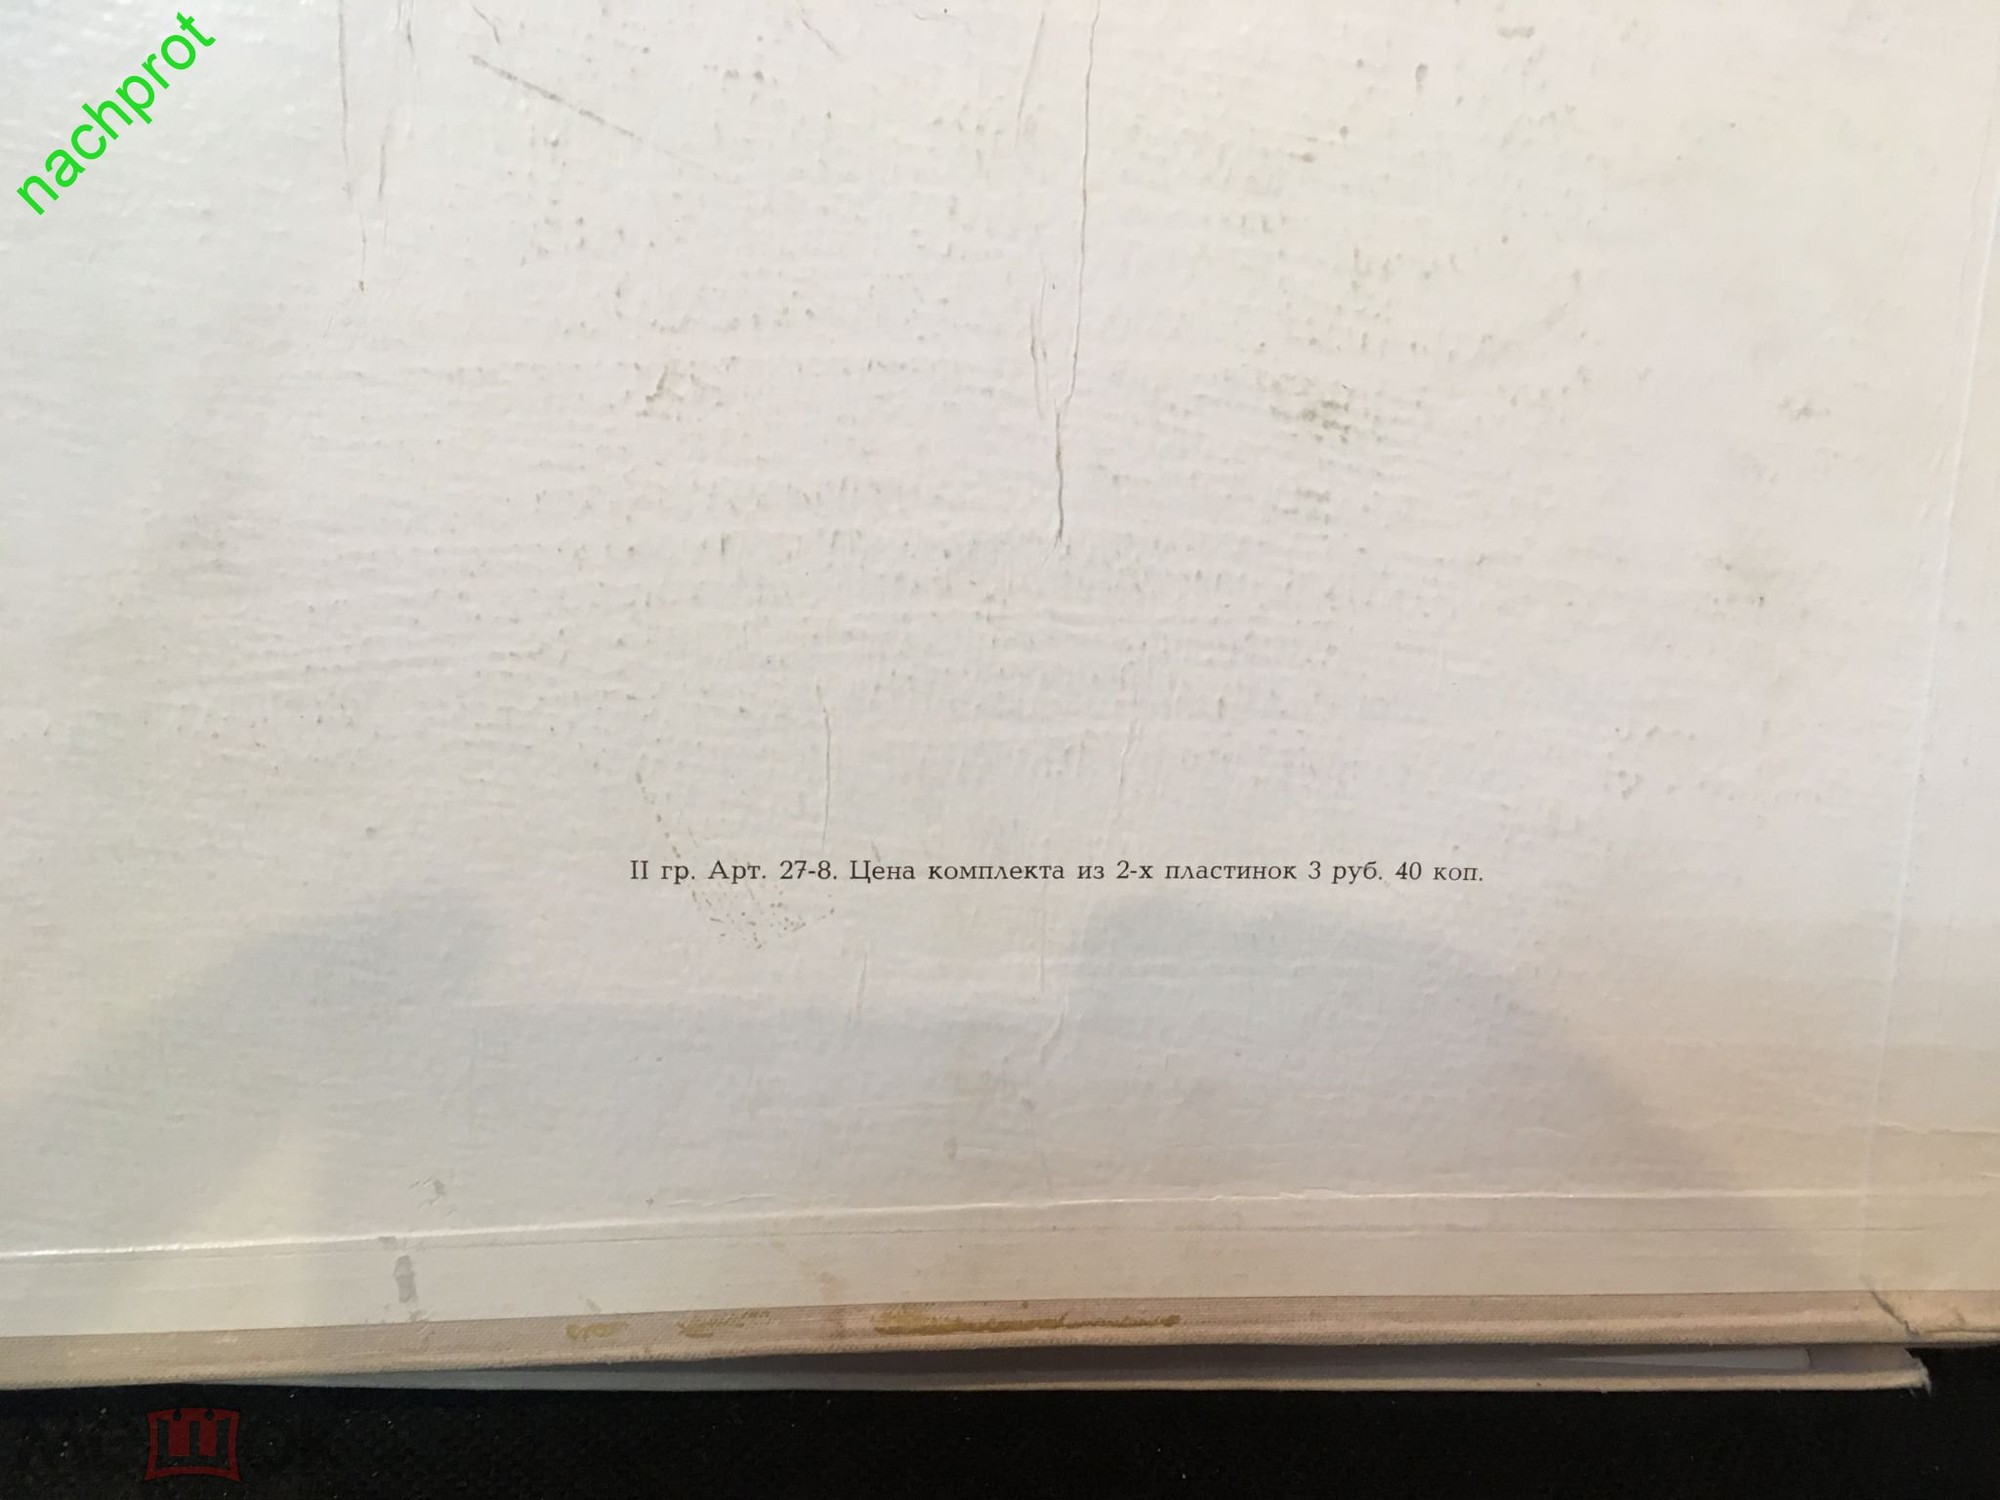 nachprot
II гр. Арт. 27-8. Цена комплекта из 2-х пластинок 3 руб. 40 коп.